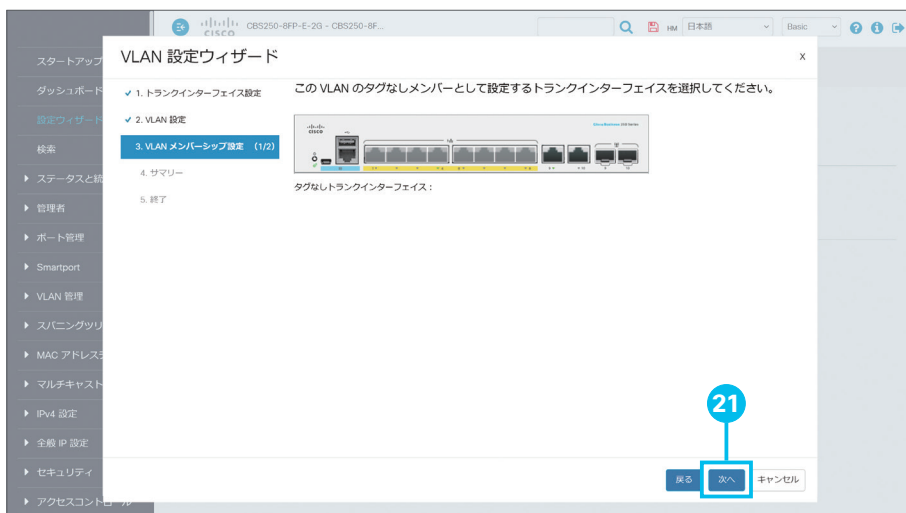 CISCO
CBS250-8FP-E-2G - CBS250-8F...
HM
日本語
Basic
スタートアップ
ダッシュボード
設定ウィザード
検索
ステータスと統
管理者
ポート管理
Smartport
VLAN 管理
スパニングツリ
MAC アドレステ
マルチキャスト
IPv4 設定
全般 IP 設定
セキュリティ
アクセスコントロール
VLAN 設定ウィザード
x
1. トランクインターフェイス設定
2. VLAN 設定
3. VLAN メンバーシップ設定 (1/2)
4. サマリー
5. 終了
この VLAN のタグなしメンバーとして設定するトランクインターフェイスを選択してください。
CISCO
タグなしトランクインターフェイス：
21
戻る
次へ
キャンセル